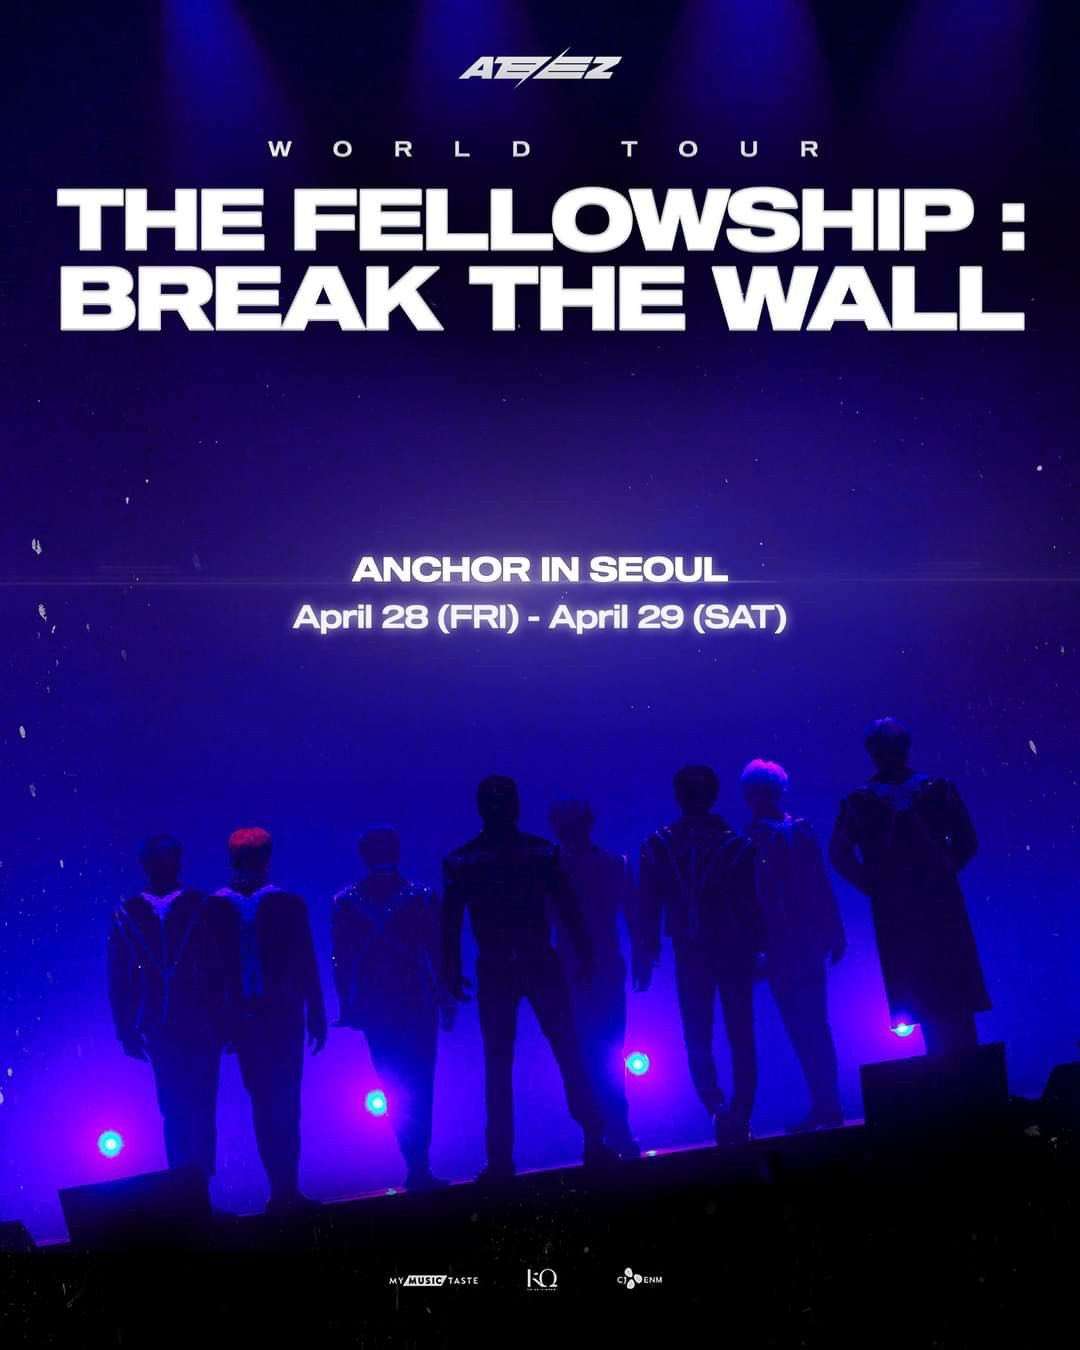 ATEEZ
WORLD TOUR
THE FELLOWSHIP :
BREAK THE WALL
ANCHOR IN SEOUL
April 28 (FRI) - April 29 (SAT)
MY MUSIC TASTE KQ CJ ENM